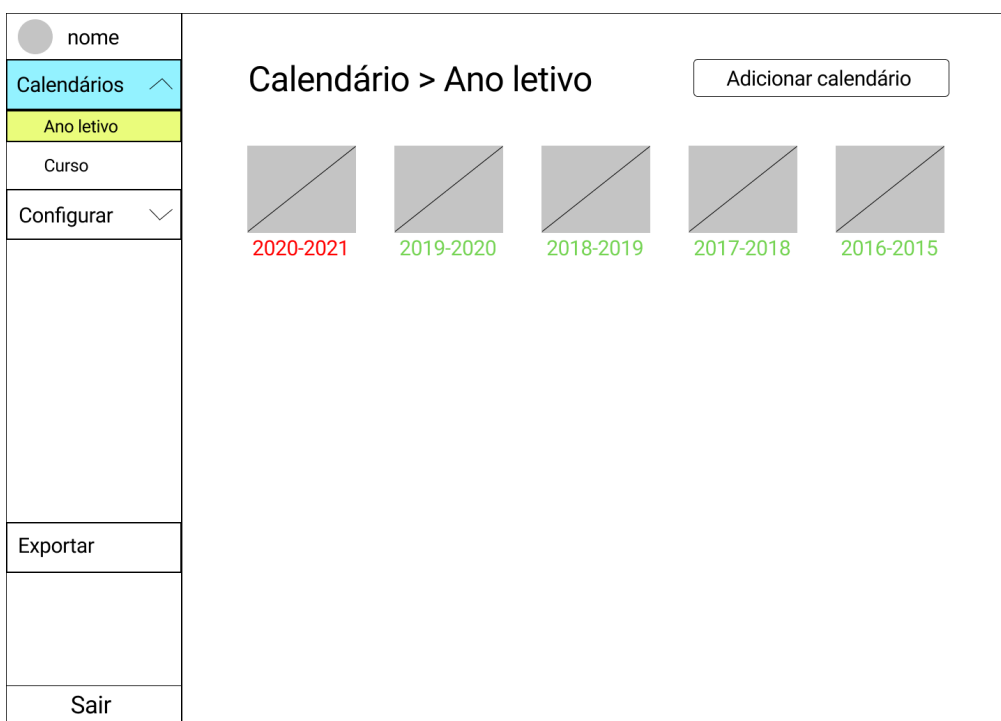 nome
Calendários
Ano letivo
Curso
Configurar
Exportar
Sair
Calendário > Ano letivo
Adicionar calendário
2020-2021
2019-2020
2018-2019
2017-2018
2016-2015